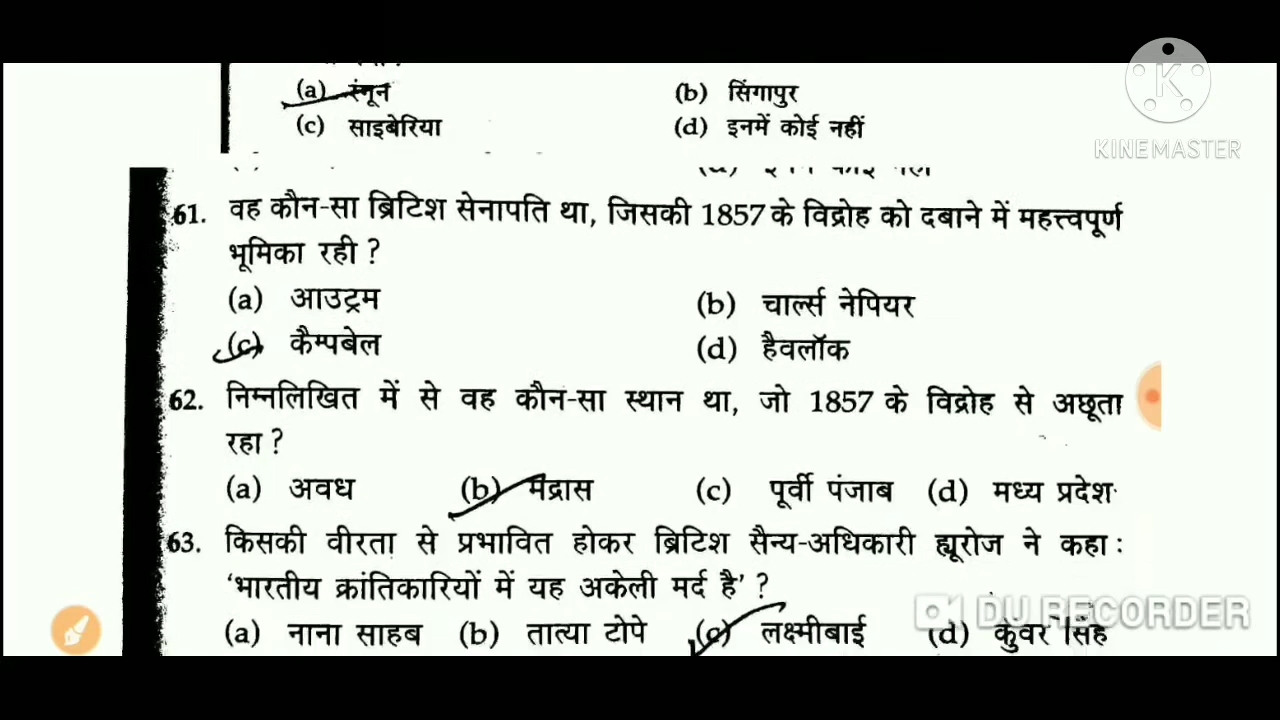 (a) रंगून (b) सिंगापुर
(c) साइबेरिया (d) इनमें कोई नहीं
K
KINEMASTER
61. वह कौन-सा ब्रिटिश सेनापति था, जिसकी 1857 के विद्रोह को दबाने में महत्त्वपूर्ण
भूमिका रही ?
(a) आउट्रम (b) चार्ल्स नेपियर
(c) कैम्पबेल (d) हैवलॉक
62. निम्नलिखित में से वह कौन-सा स्थान था, जो 1857 के विद्रोह से अछूता
रहा ?
(a) अवध (b) मद्रास (c) पूर्वी पंजाब (d) मध्य प्रदेश
63. किसकी वीरता से प्रभावित होकर ब्रिटिश सैन्य-अधिकारी ह्यूरोज ने कहा :
'भारतीय क्रांतिकारियों में यह अकेली मर्द है' ?
DU RECORDER
(a) नाना साहब (b) तात्या टोपे (c) लक्ष्मीबाई (d) कुंवर सिंह